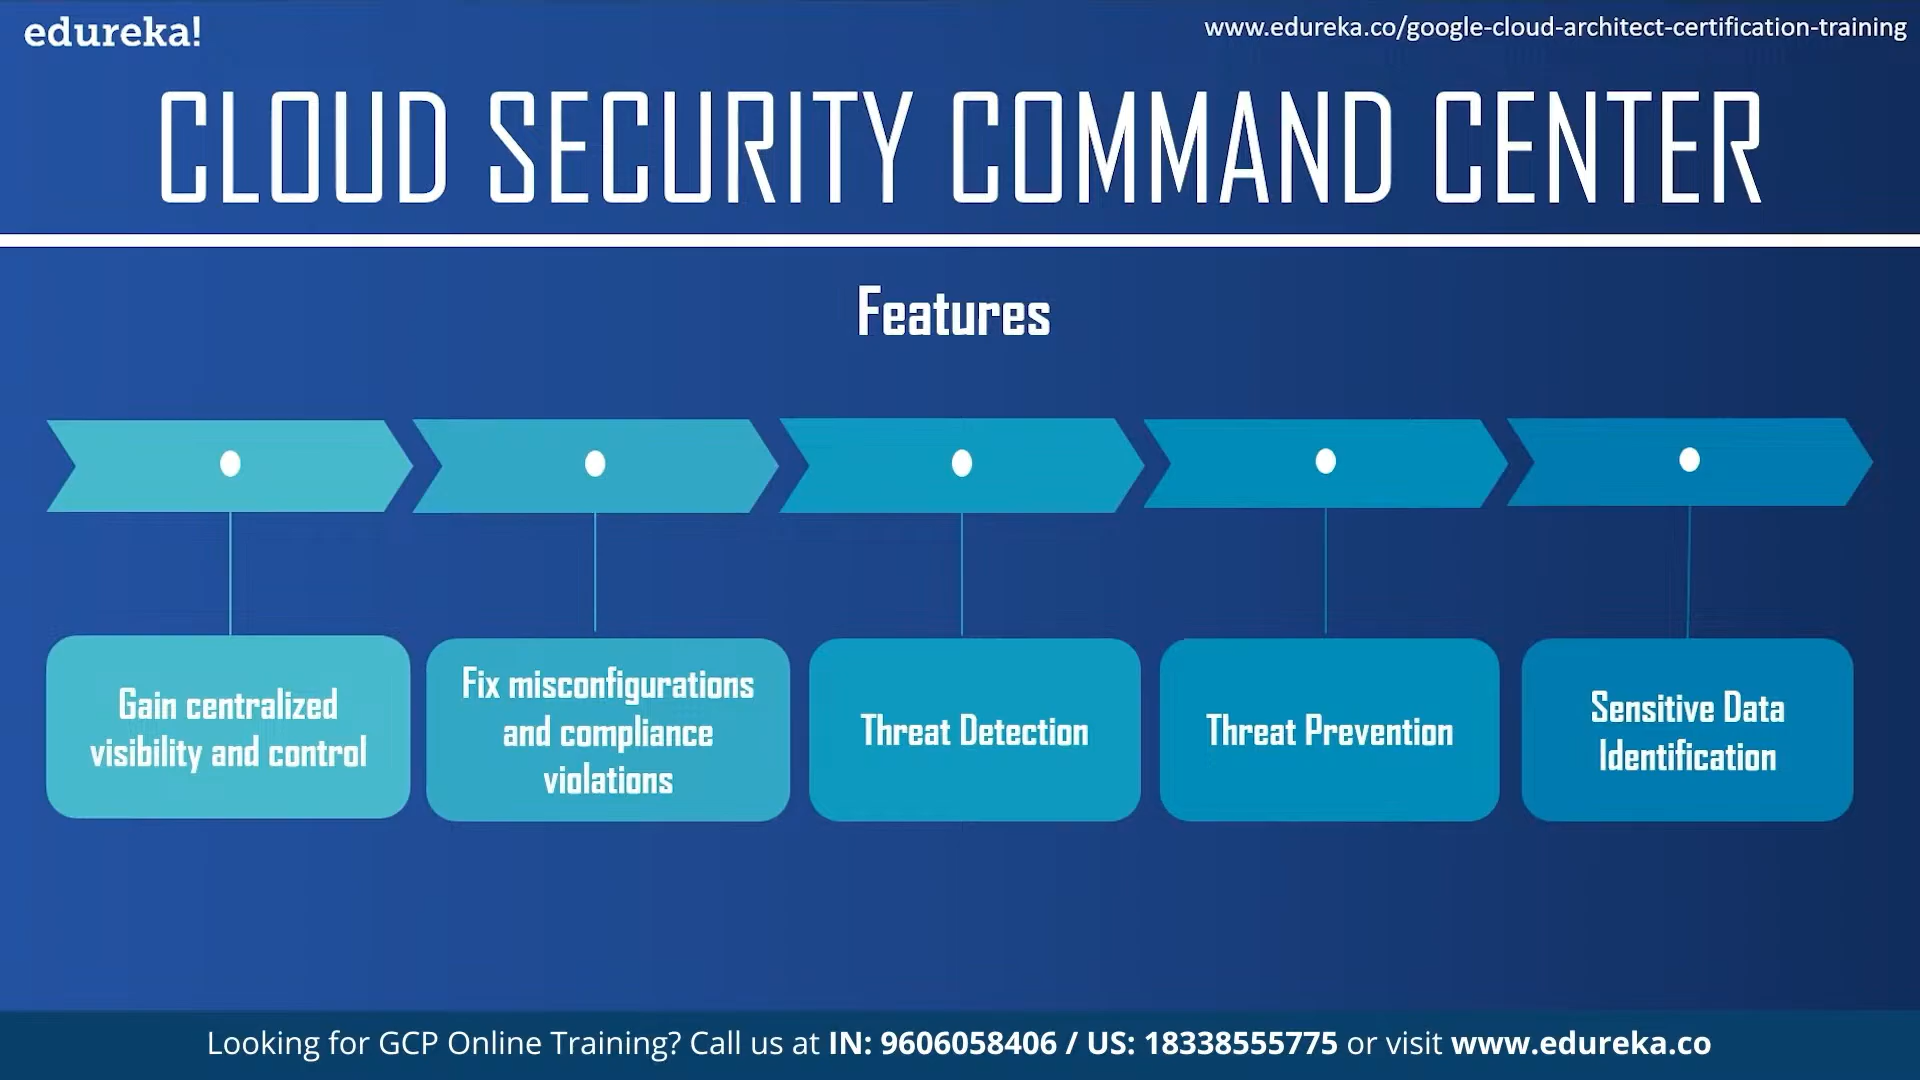 edureka!
www.edureka.co/google-cloud-architect-certification-training
CLOUD SECURITY COMMAND CENTER
Features
Gain centralized
visibility and control
Fix misconfigurations
and compliance
violations
Threat Detection
Threat Prevention
Sensitive Data
Identification
Looking for GCP Online Training? Call us at IN: 9606058406 / US: 18338555775 or visit www.edureka.co